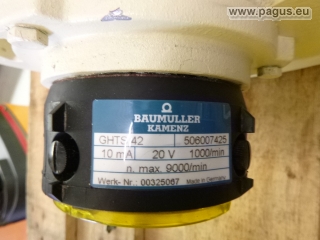 www.pagus.eu
BAUMULLER
KAMENZ
GHTS 42 506007425
10 mA 20 V 1000/min
n. max. 9000/min
Werk-Nr.: 00325067 Made in Germany